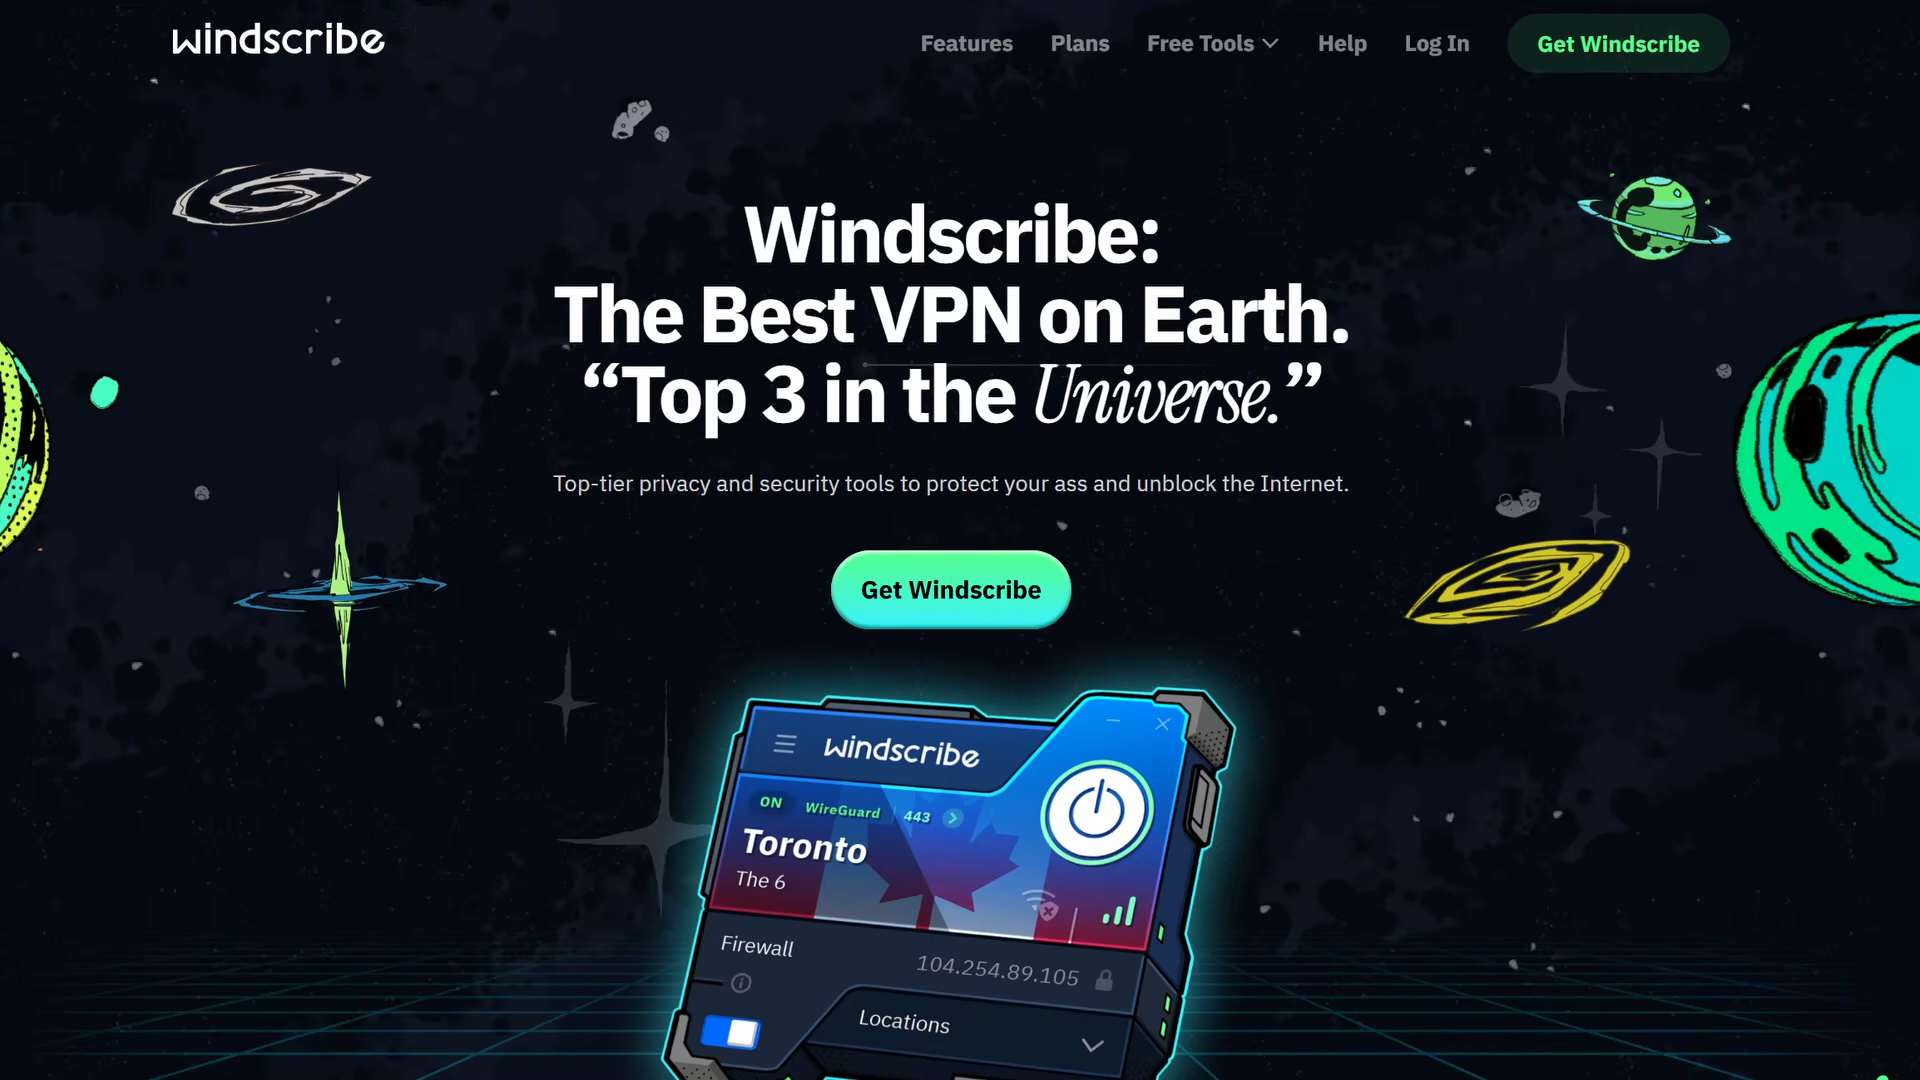 Windscribe
Features Plans Free Tools Help Log In Get Windscribe
Windscribe:
The Best VPN on Earth.
“Top 3 in the Universe.”
Top-tier privacy and security tools to protect your ass and unblock the Internet.
Get Windscribe
Windscribe
ON WireGuard 443
Toronto
The 6
Firewall
104.254.89.105
Locations